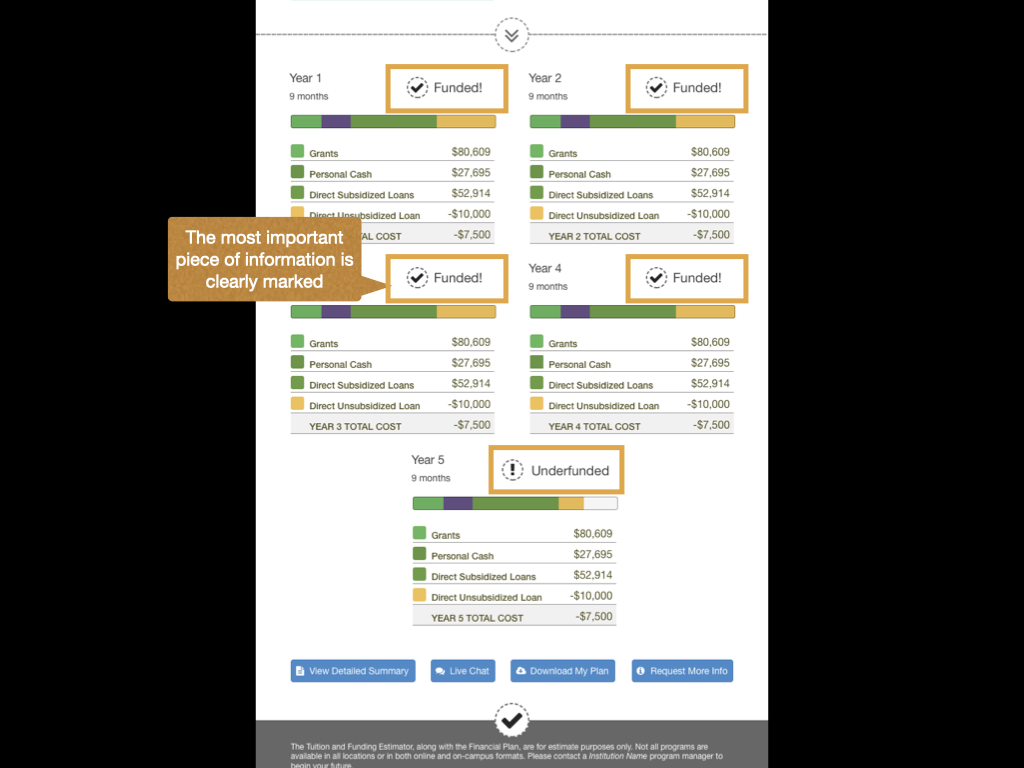 Year 1
9 months
Funded!
Grants $80,609
Personal Cash $27,695
Direct Subsidized Loans $52,914
Direct Unsubsidized Loan -$10,000
AL COST -$7,500
Year 2
9 months
Funded!
Grants $80,609
Personal Cash $27,695
Direct Subsidized Loans $52,914
Direct Unsubsidized Loan -$10,000
YEAR 2 TOTAL COST -$7,500
The most important
piece of information is
clearly marked
Funded!
Grants $80,609
Personal Cash $27,695
Direct Subsidized Loans $52,914
Direct Unsubsidized Loan -$10,000
YEAR 3 TOTAL COST -$7,500
Year 4
9 months
Funded!
Grants $80,609
Personal Cash $27,695
Direct Subsidized Loans $52,914
Direct Unsubsidized Loan -$10,000
YEAR 4 TOTAL COST -$7,500
Year 5
9 months
Underfunded
Grants $80,609
Personal Cash $27,695
Direct Subsidized Loans $52,914
Direct Unsubsidized Loan -$10,000
YEAR 5 TOTAL COST -$7,500
View Detailed Summary
Live Chat
Download My Plan
Request More Info
The Tuition and Funding Estimator, along with the Financial Plan, are for estimate purposes only. Not all programs are
available in all locations or in both online and on-campus formats. Please contact a Institution Name program manager to
begin your future.